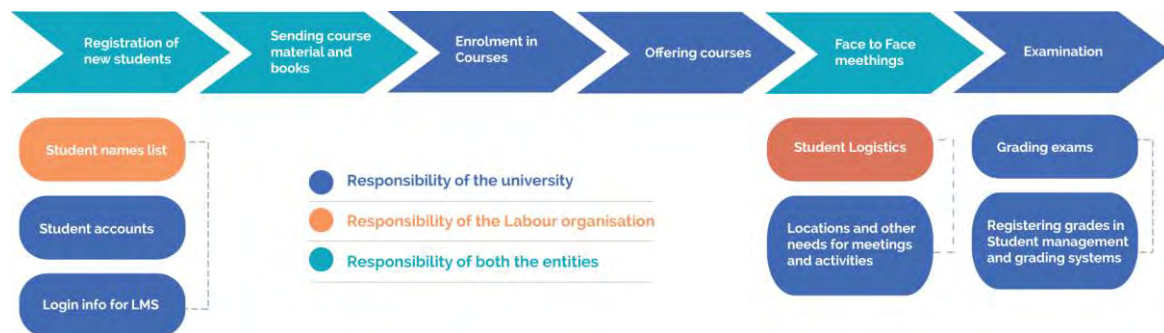 Registration of
new students
Sending course
material and
books
Enrolment in
Courses
Offering courses
Face to Face
meethings
Examination
Student names list
Student accounts
Login info for LMS
Responsibility of the university
Responsibility of the Labour organisation
Responsibility of both the entities
Student Logistics
Locations and other
needs for meetings
and activities
Grading exams
Registering grades in
Student management
and grading systems